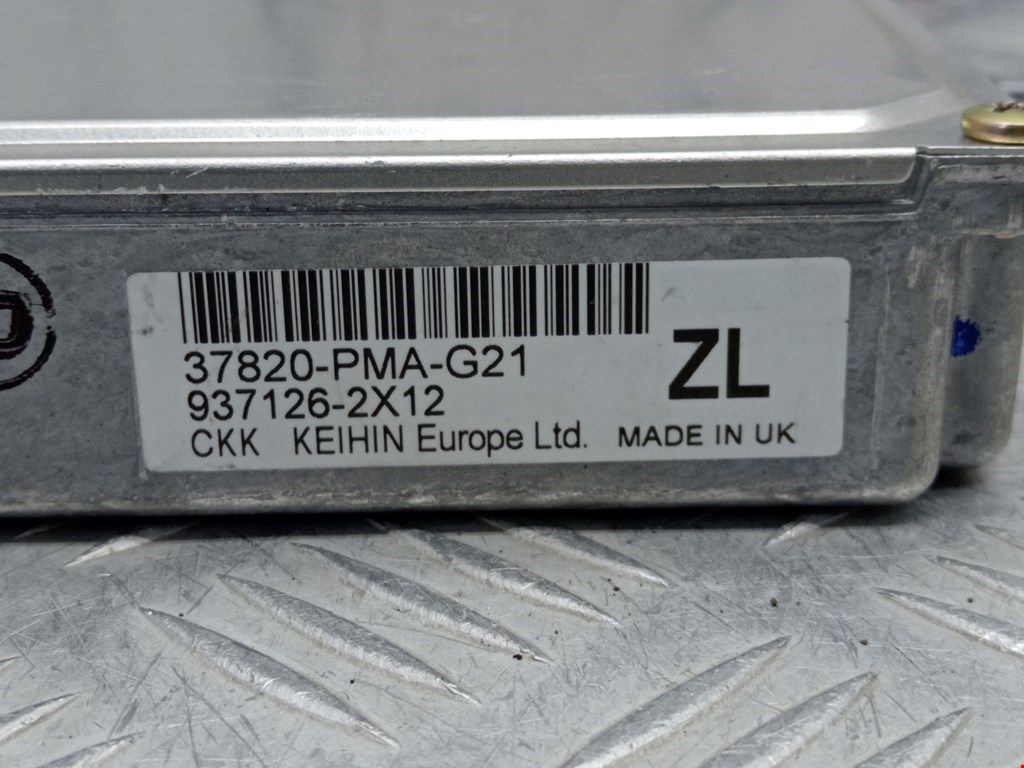 37820-PMA-G21
937126-2X12
ZL
CKK KEIHIN Europe Ltd. MADE IN UK